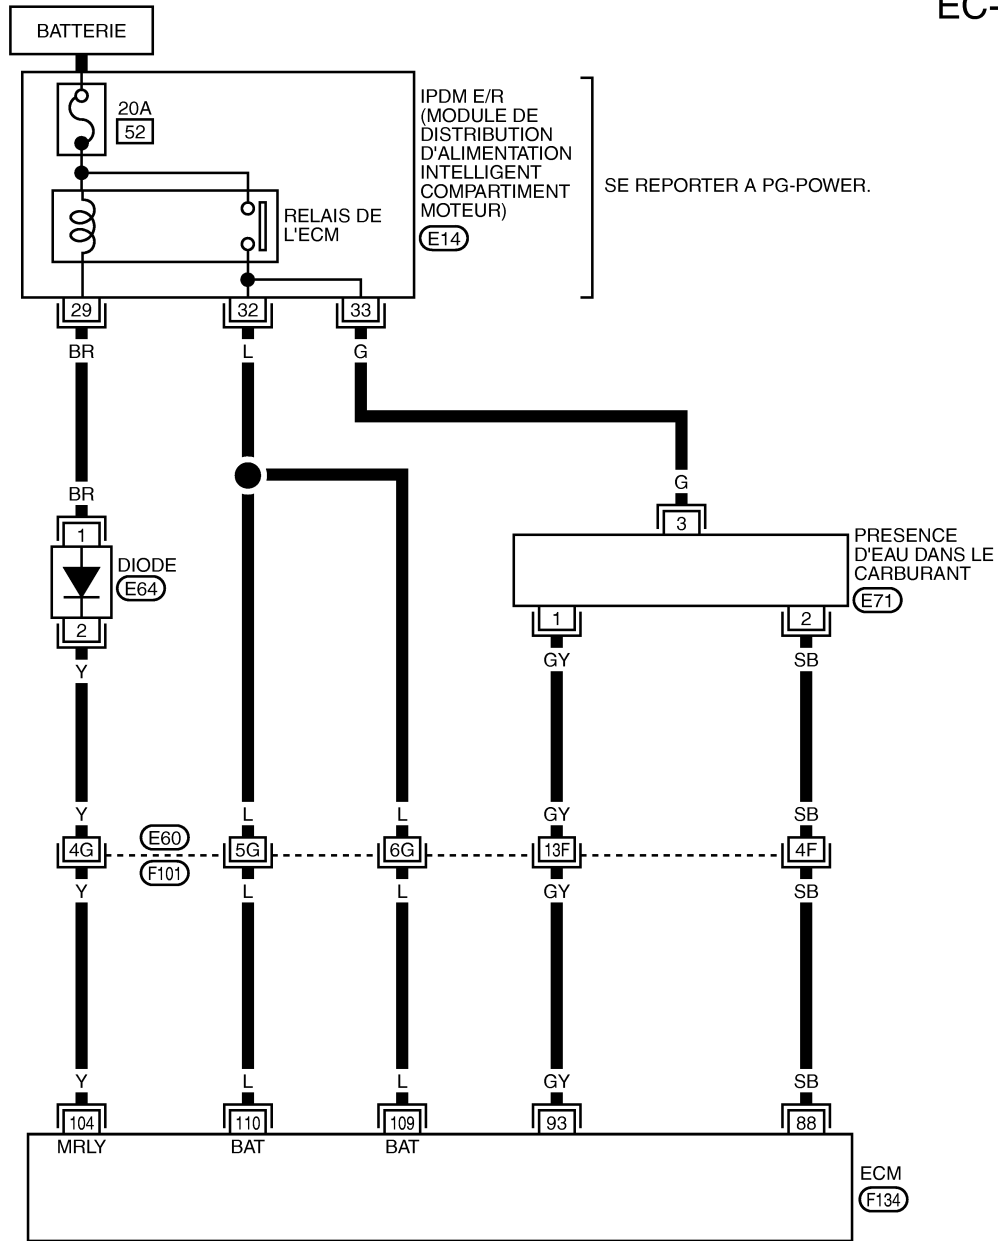 EC-
BATTERIE
20A
52
IPDM E/R
(MODULE DE
DISTRIBUTION
D'ALIMENTATION
INTELLIGENT
COMPARTIMENT
MOTEUR)
E14
SE REPORTER A PG-POWER.
RELAIS DE
L'ECM
29
32
33
BR
L
G
BR
G
1
3
DIODE
E64
PRESENCE
D'EAU DANS LE
CARBURANT
E71
2
1
2
Y
GY
SB
Y
L
L
GY
SB
E60
4G
5G
6G
13F
4F
F101
Y
L
L
GY
SB
Y
L
L
GY
SB
104
110
109
93
88
MRLY
BAT
BAT
ECM
F134